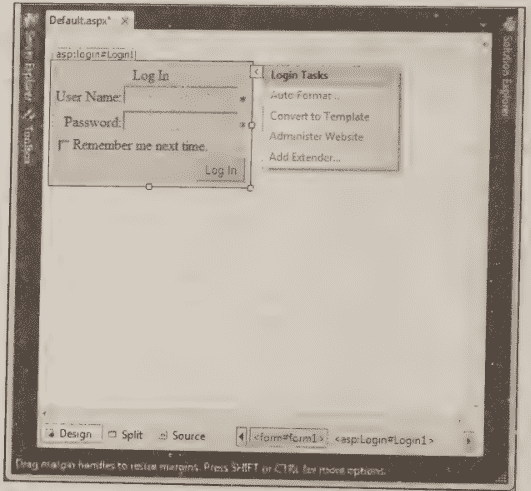 Default.aspx*
Server Explorer
Toolbox
Solution Explorer
asp:login#Login1
Log In
User Name:
*
Password:
*
Remember me next time.
Log In
Login Tasks
Auto Format...
Convert to Template
Administer Website
Add Extender...
Design
Split
Source
<form#form1>
<asp:Login#Login1>
Drag margin handles to resize margins. Press SHIFT or CTRL for more options.